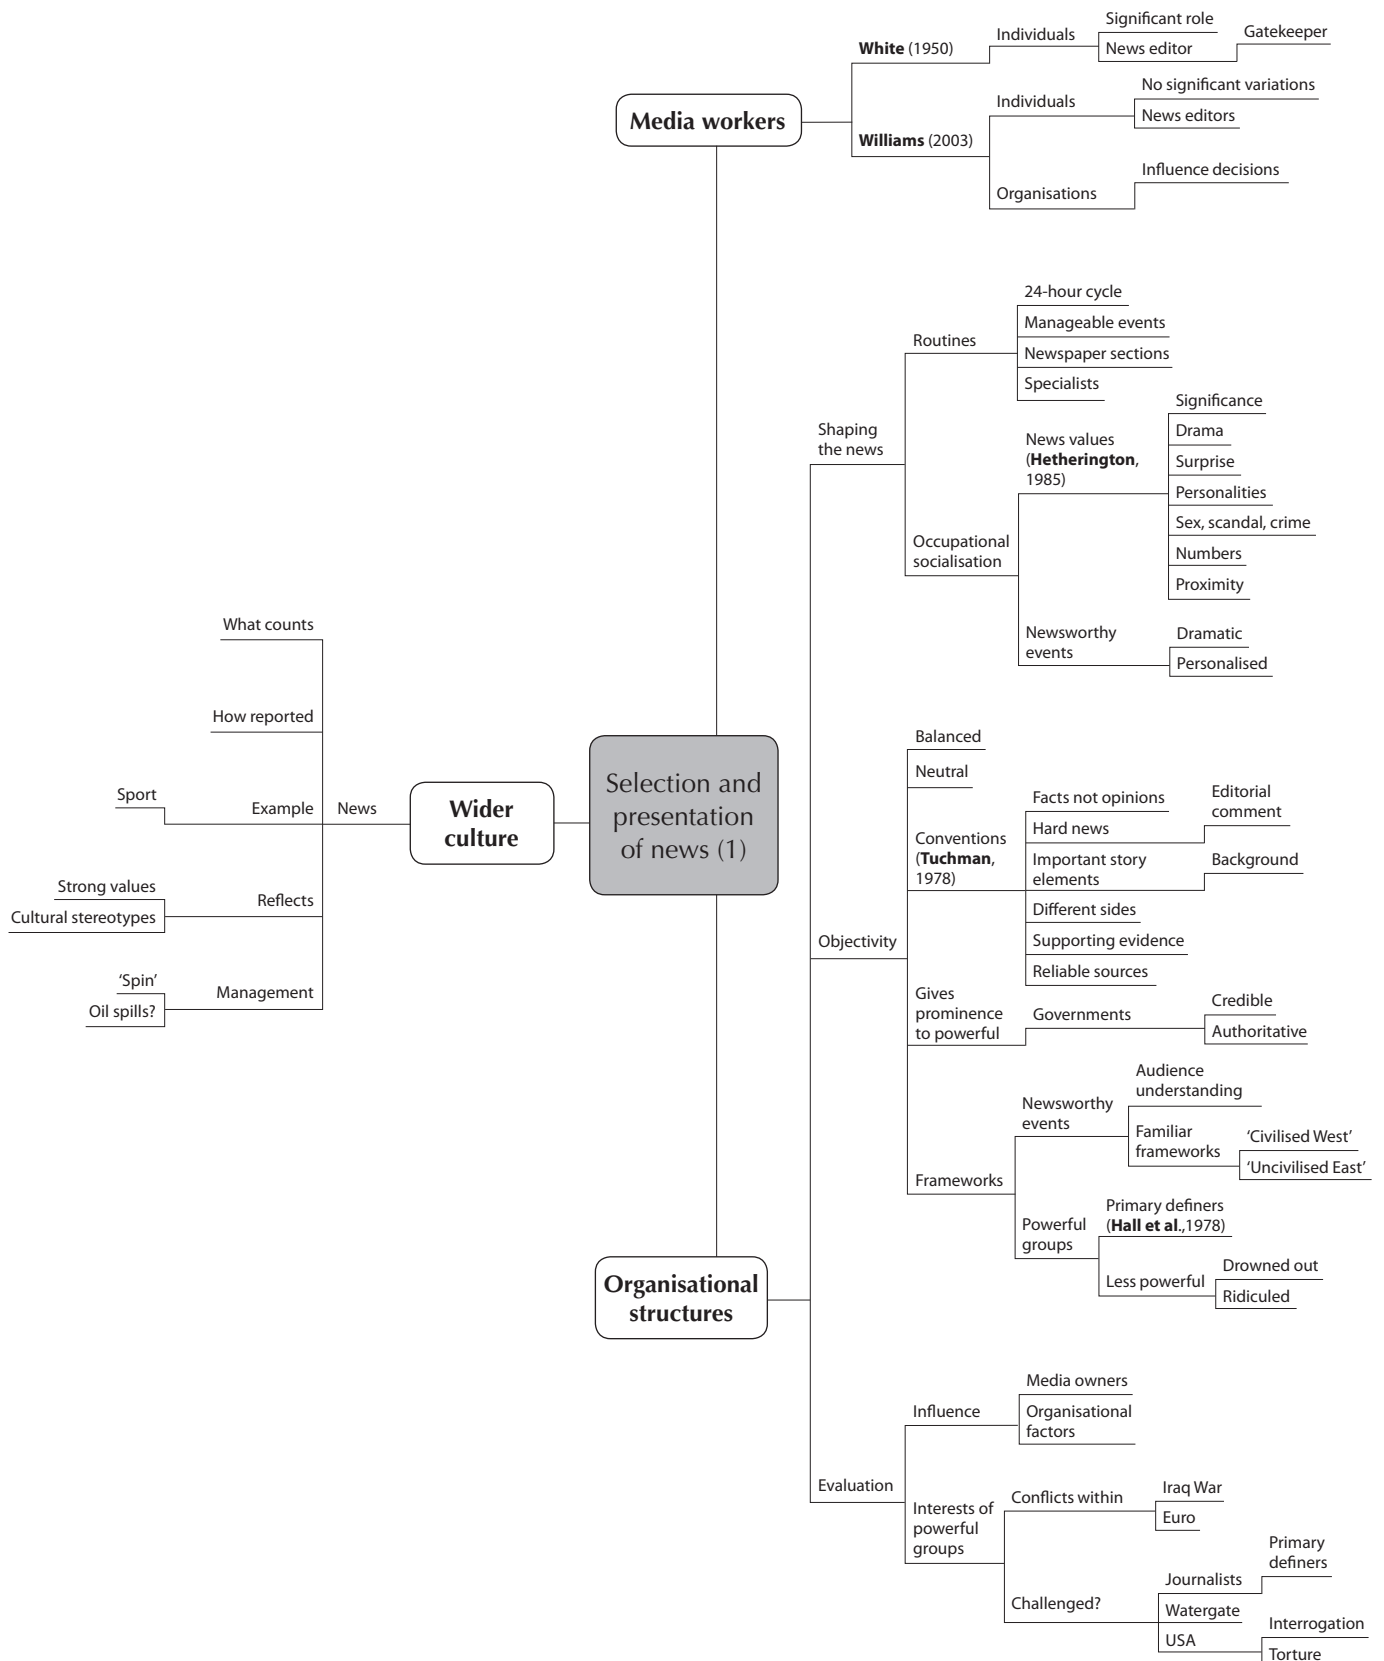 Selection and
presentation
of news (1)
Media workers
White (1950)
Individuals
Significant role
News editor
Gatekeeper
Williams (2003)
Individuals
No significant variations
News editors
Organisations
Influence decisions
Wider
culture
News
What counts
How reported
Example
Sport
Reflects
Strong values
Cultural stereotypes
Management
‘Spin’
Oil spills?
Organisational
structures
Shaping
the news
Routines
24-hour cycle
Manageable events
Newspaper sections
Specialists
Occupational
socialisation
News values
(Hetherington,
1985)
Significance
Drama
Surprise
Personalities
Sex, scandal, crime
Numbers
Proximity
Newsworthy
events
Dramatic
Personalised
Objectivity
Balanced
Neutral
Conventions
(Tuchman,
1978)
Facts not opinions
Hard news
Editorial
comment
Important story
elements
Background
Different sides
Supporting evidence
Reliable sources
Gives
prominence
to powerful
Governments
Credible
Authoritative
Frameworks
Newsworthy
events
Audience
understanding
Familiar
frameworks
‘Civilised West’
‘Uncivilised East’
Powerful
groups
Primary definers
(Hall et al.,1978)
Less powerful
Drowned out
Ridiculed
Evaluation
Influence
Media owners
Organisational
factors
Interests of
powerful
groups
Conflicts within
Iraq War
Euro
Challenged?
Journalists
Primary
definers
Watergate
USA
Interrogation
Torture